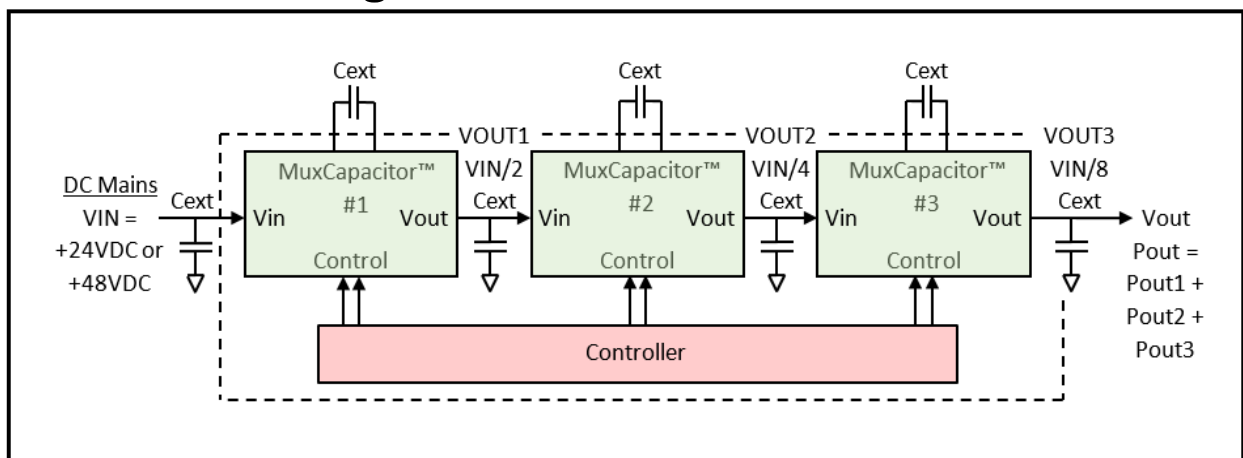 g
Cext
Cext
Cext
VOUT1
VOUT2
VOUT3
DC Mains
VIN =
+24VDC or
+48VDC
Cext
MuxCapacitor™
#1
Vin
Vout
Control
VIN/2
Cext
MuxCapacitor™
#2
Vin
Vout
Control
VIN/4
Cext
MuxCapacitor™
#3
Vin
Vout
Control
VIN/8
Cext
Vout
Pout =
Pout1 +
Pout2 +
Pout3
Controller